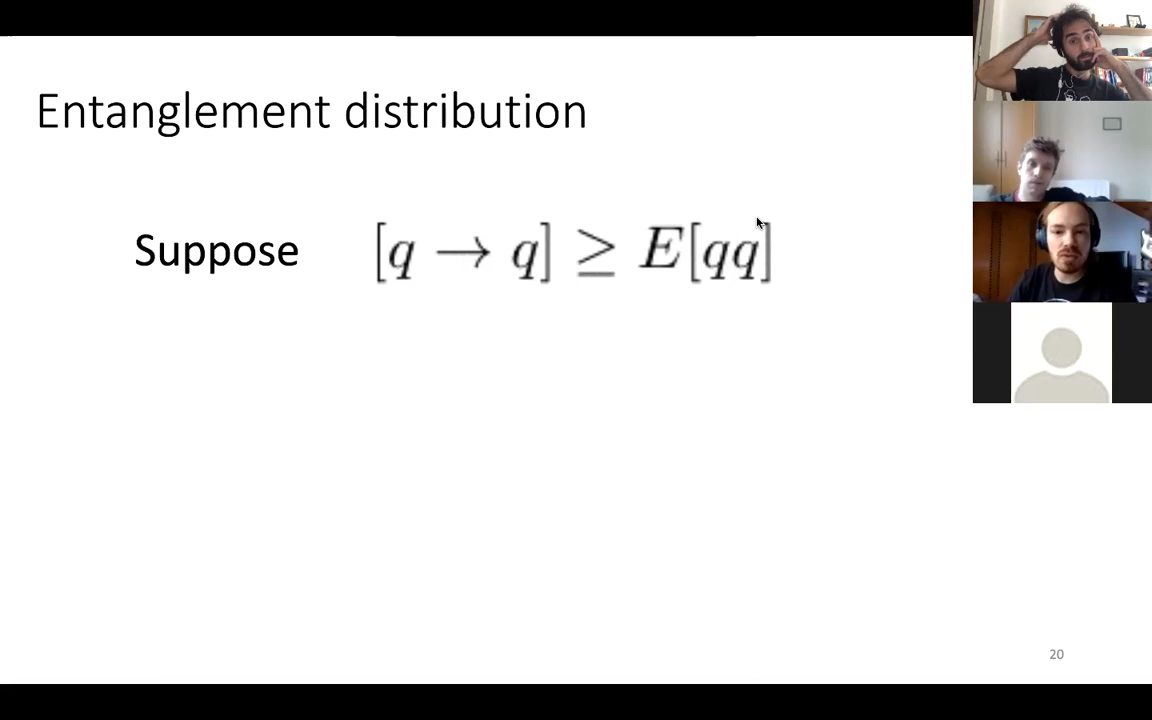 Entanglement distribution
Suppose [q → q] ≥ E[qq]
20